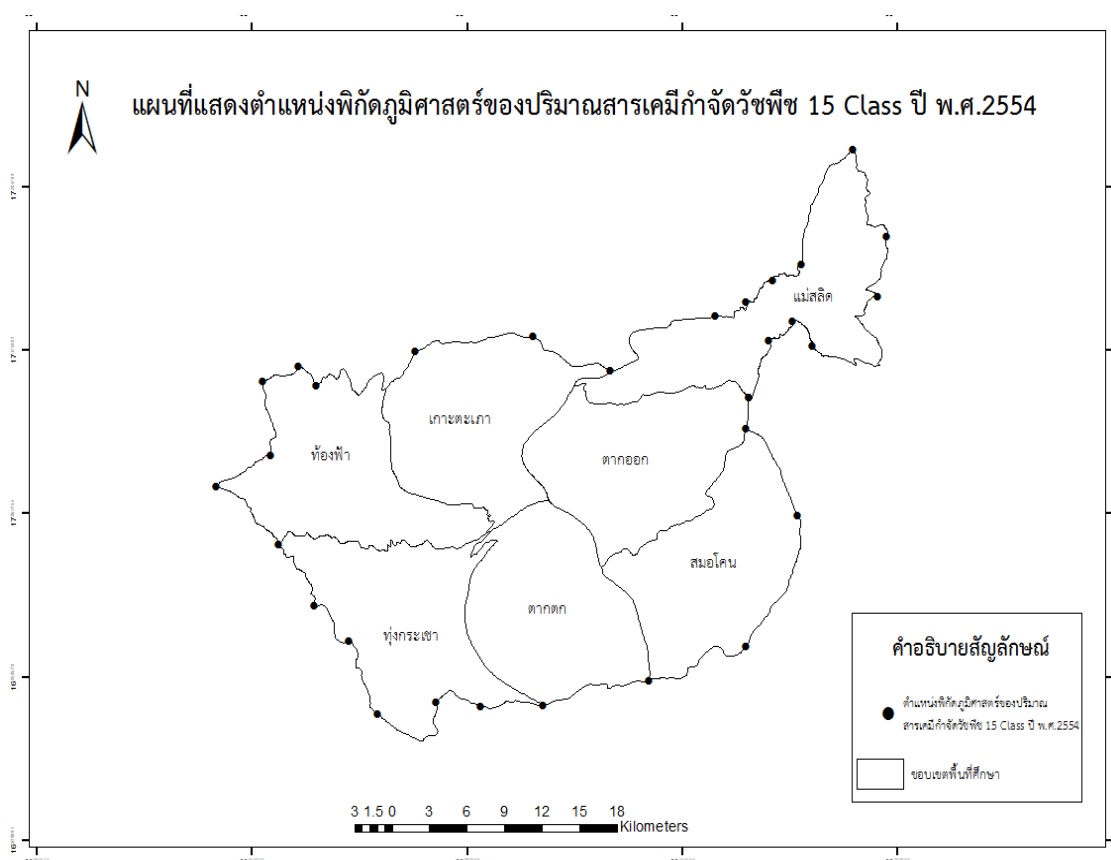 แผนที่แสดงตำแหน่งพิกัดภูมิศาสตร์ของปริมาณสารเคมีกำจัดวัชพืช 15 Class ปี พ.ศ.2554
N
แม่สลิด
เกาะตะเภา
ท้องฟ้า
ตากออก
สมอโคน
ตากตก
ทุ่งกระเชา
คำอธิบายสัญลักษณ์
ตำแหน่งพิกัดภูมิศาสตร์ของปริมาณ
สารเคมีกำจัดวัชพืช 15 Class ปี พ.ศ.2554
ขอบเขตพื้นที่ศึกษา
3 1.5 0 3 6 9 12 15 18
Kilometers